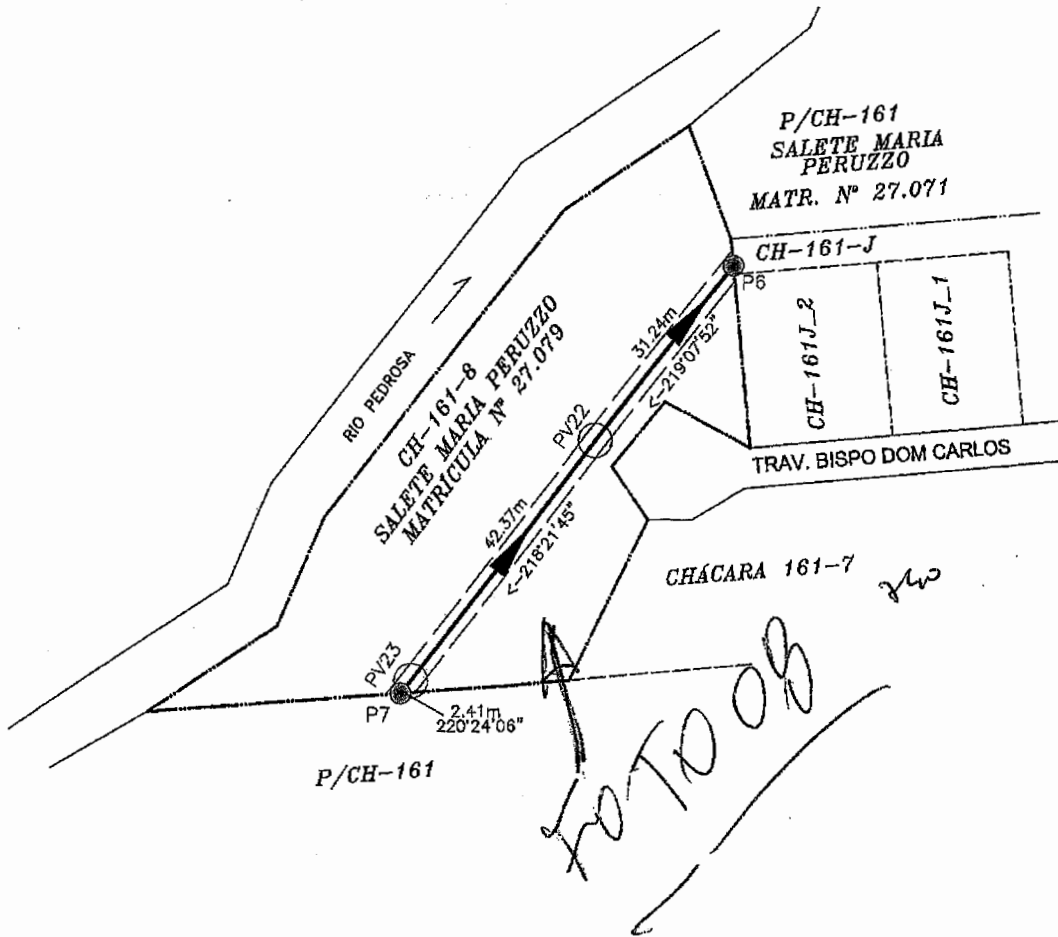 P/CH-161
SALETE MARIA
PERUZZO
MATR. Nº 27.071
CH-161-J
P6
CH-161J_2
CH-161J_1
TRAV. BISPO DOM CARLOS
RIO PEDROSA
CH-161-8
SALETE MARIA PERUZZO
MATRICULA Nº 27.079
31.24m
<-219°07'52"
PV22
42.37m
<-218°21'45"
CHÁCARA 161-7
PV23
P7
2.41m
220°24'06"
P/CH-161
FOTO 08